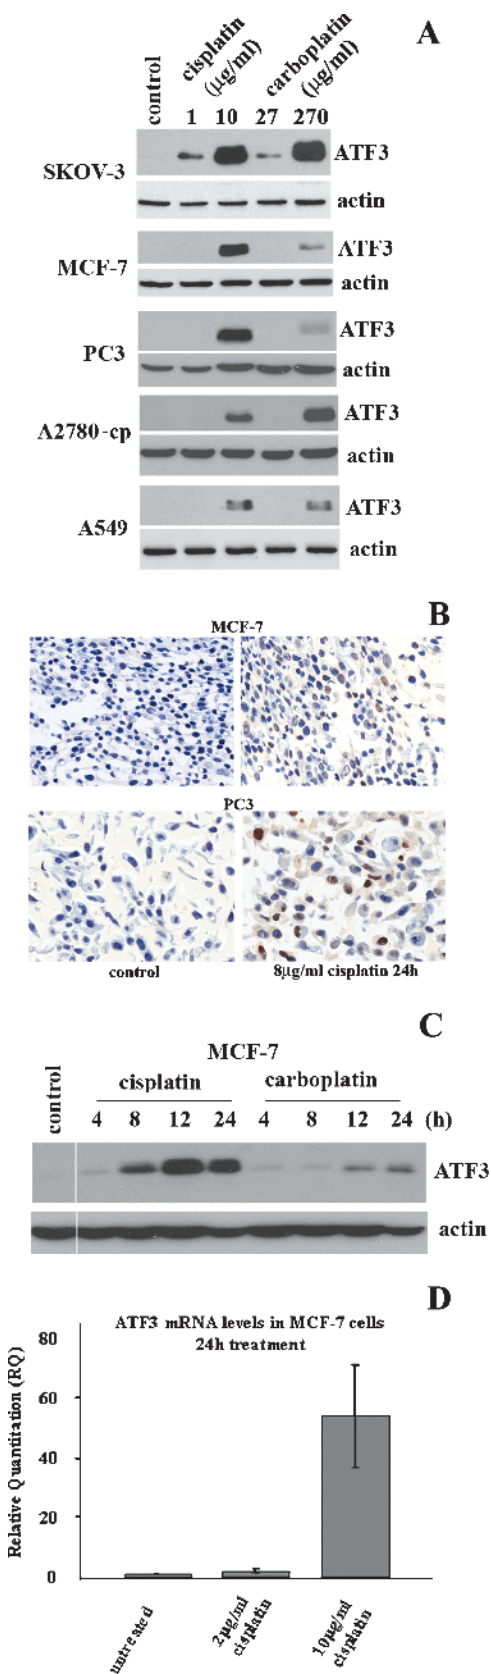 A
control
cisplatin
(µg/ml)
carboplatin
(µg/ml)
1 10 27 270
SKOV-3
ATF3
actin
MCF-7
ATF3
actin
PC3
ATF3
actin
A2780-cp
ATF3
actin
A549
ATF3
actin
B
MCF-7
PC3
control
8µg/ml cisplatin 24h
C
MCF-7
control
cisplatin carboplatin
4 8 12 24 4 8 12 24 (h)
ATF3
actin
D
ATF3 mRNA levels in MCF-7 cells
24h treatment
Relative Quantitation (RQ)
80
60
40
20
0
untreated
2µg/ml
cisplatin
10µg/ml
cisplatin